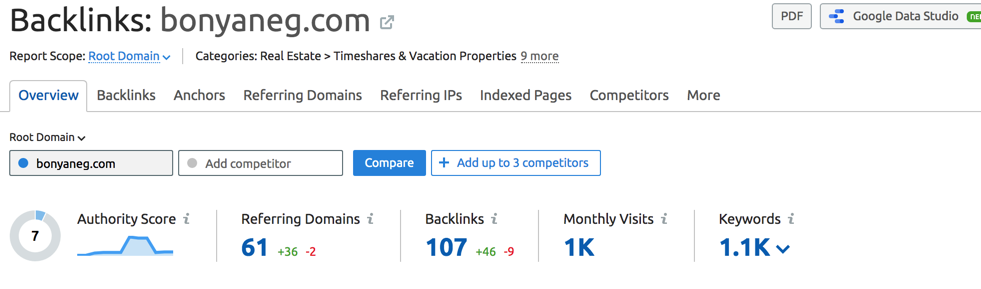 Backlinks: bonyaneg.com
PDF
Google Data Studio NEW
Report Scope: Root Domain
Categories: Real Estate > Timeshares & Vacation Properties 9 more
Overview Backlinks Anchors Referring Domains Referring IPs Indexed Pages Competitors More
Root Domain
bonyaneg.com Add competitor Compare + Add up to 3 competitors
Authority Score i Referring Domains i Backlinks i Monthly Visits i Keywords i
7 61 +36 -2 107 +46 -9 1K 1.1K